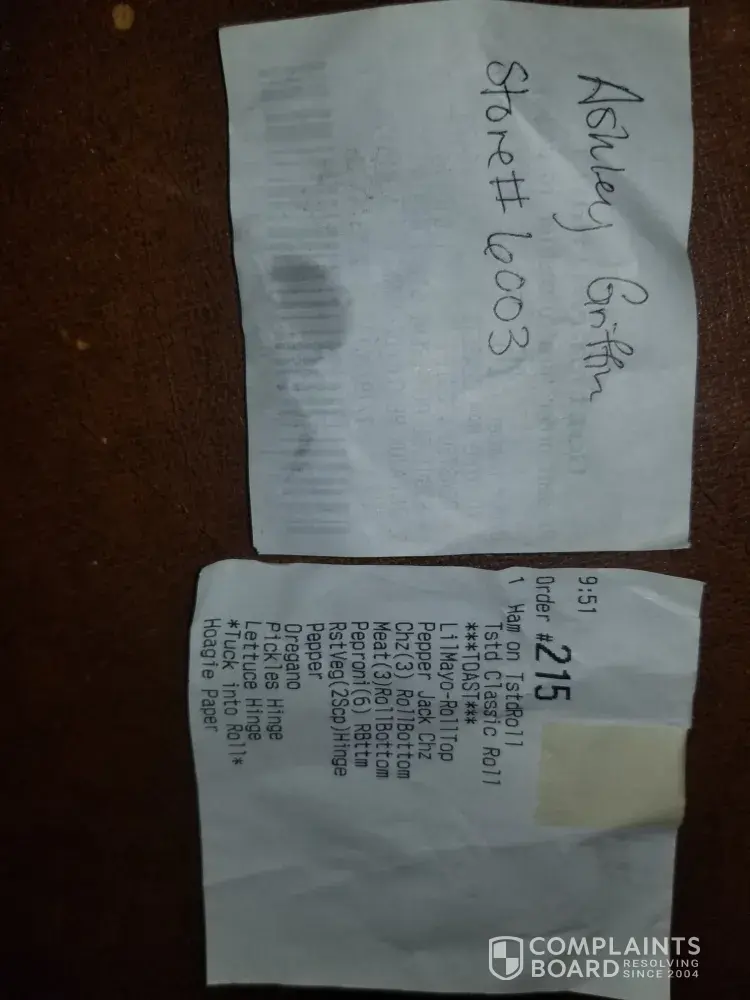 Ashley Griffin
Store# 6003
9:51
Order #215
1 Ham on TstdRoll
Tstd Classic Roll
***TOAST***
LilMayo-RollTop
Pepper Jack Chz
Chz(3) RollBottom
Meat(3)RollBottom
Peproni(6) RBttm
RstVeg(2Scp)Hinge
Pepper
Oregano
Pickles Hinge
Lettuce Hinge
*Tuck into Roll*
Hoagie Paper
COMPLAINTS
BOARD RESOLVING
SINCE 2004